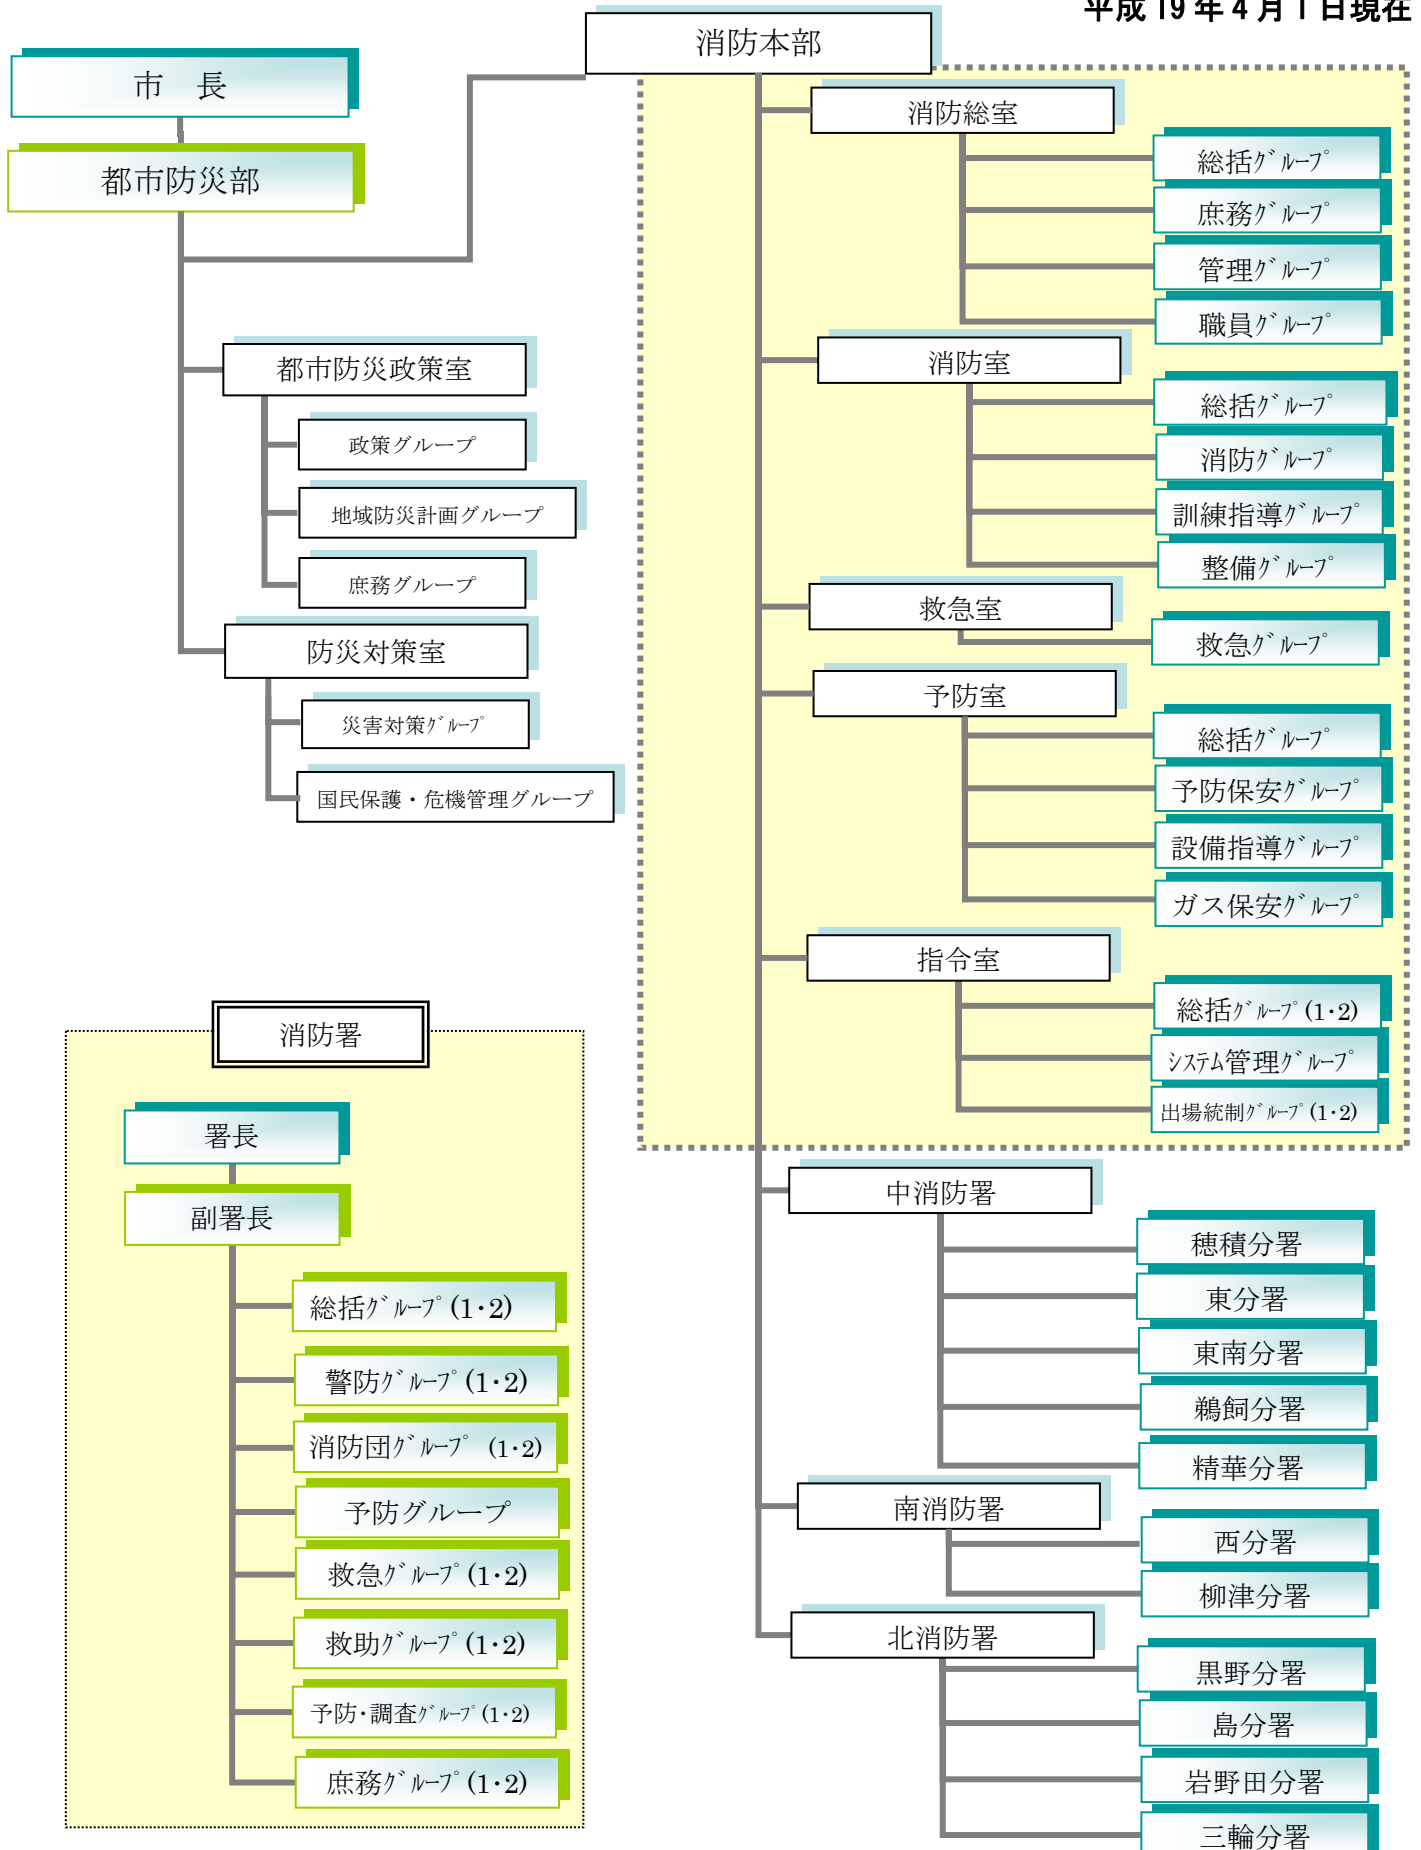 平成19年4月1日現在
消防本部
市　長
都市防災部
都市防災政策室
政策グループ
地域防災計画グループ
庶務グループ
防災対策室
災害対策ｸﾞﾙｰﾌﾟ
国民保護・危機管理グループ
消防総室
総括ｸﾞﾙｰﾌﾟ
庶務ｸﾞﾙｰﾌﾟ
管理ｸﾞﾙｰﾌﾟ
職員ｸﾞﾙｰﾌﾟ
消防室
総括ｸﾞﾙｰﾌﾟ
消防ｸﾞﾙｰﾌﾟ
訓練指導ｸﾞﾙｰﾌﾟ
整備ｸﾞﾙｰﾌﾟ
救急室
救急ｸﾞﾙｰﾌﾟ
予防室
総括ｸﾞﾙｰﾌﾟ
予防保安ｸﾞﾙｰﾌﾟ
設備指導ｸﾞﾙｰﾌﾟ
ガス保安ｸﾞﾙｰﾌﾟ
指令室
総括ｸﾞﾙｰﾌﾟ(1・2)
ｼｽﾃﾑ管理ｸﾞﾙｰﾌﾟ
出場統制ｸﾞﾙｰﾌﾟ(1・2)
中消防署
穂積分署
東分署
東南分署
鵜飼分署
精華分署
南消防署
西分署
柳津分署
北消防署
黒野分署
島分署
岩野田分署
三輪分署
消防署
署長
副署長
総括ｸﾞﾙｰﾌﾟ(1・2)
警防ｸﾞﾙｰﾌﾟ(1・2)
消防団ｸﾞﾙｰﾌﾟ (1・2)
予防グループ
救急ｸﾞﾙｰﾌﾟ(1・2)
救助ｸﾞﾙｰﾌﾟ(1・2)
予防・調査ｸﾞﾙｰﾌﾟ(1・2)
庶務ｸﾞﾙｰﾌﾟ(1・2)